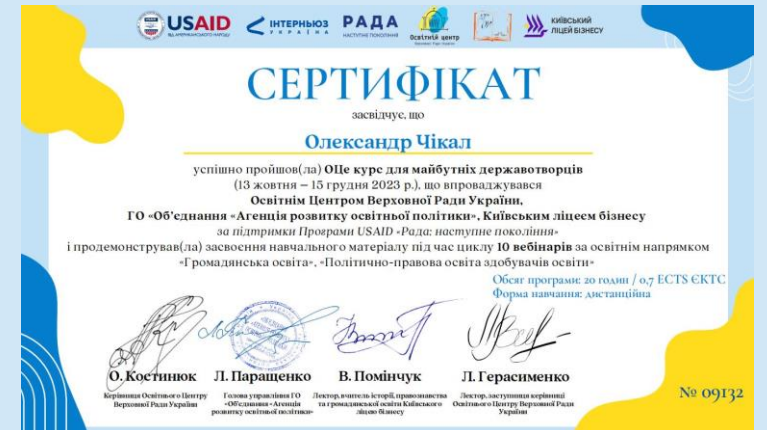 USAID
ВІД АМЕРИКАНСЬКОГО НАРОДУ
ІНТЕРНЬЮЗ
УКРАЇНА
РАДА
НАСТУПНЕ ПОКОЛІННЯ
Освітній центр
Верховної Ради України
КИЇВСЬКИЙ
ЛІЦЕЙ БІЗНЕСУ
СЕРТИФІКАТ
засвідчує, що
Олександр Чікал
успішно пройшов(ла) ОЦе курс для майбутніх державотворців
(13 жовтня – 15 грудня 2023 р.), що впроваджувався
Освітнім Центром Верховної Ради України,
ГО «Об'єднання «Агенція розвитку освітньої політики», Київським ліцеєм бізнесу
за підтримки Програми USAID «Рада: наступне покоління»
і продемонстрував(ла) засвоєння навчального матеріалу під час циклу 10 вебінарів за освітнім напрямком
«Громадянська освіта», «Політично-правова освіта здобувачів освіти»
Обсяг програми: 20 годин / 0,7 ECTS ЄКТС
Форма навчання: дистанційна
О. Костинюк Л. Паращенко В. Помінчук Л. Герасименко
Керівниця Освітнього Центру
Верховної Ради України
Голова управління ГО
«Об'єднання «Агенція
розвитку освітньої політики»
Лектор, вчитель історії, правознавства
та громадянської освіти Київського
ліцею бізнесу
Лектор, заступниця керівниці
Освітнього Центру Верховної Ради
України
№ 09132